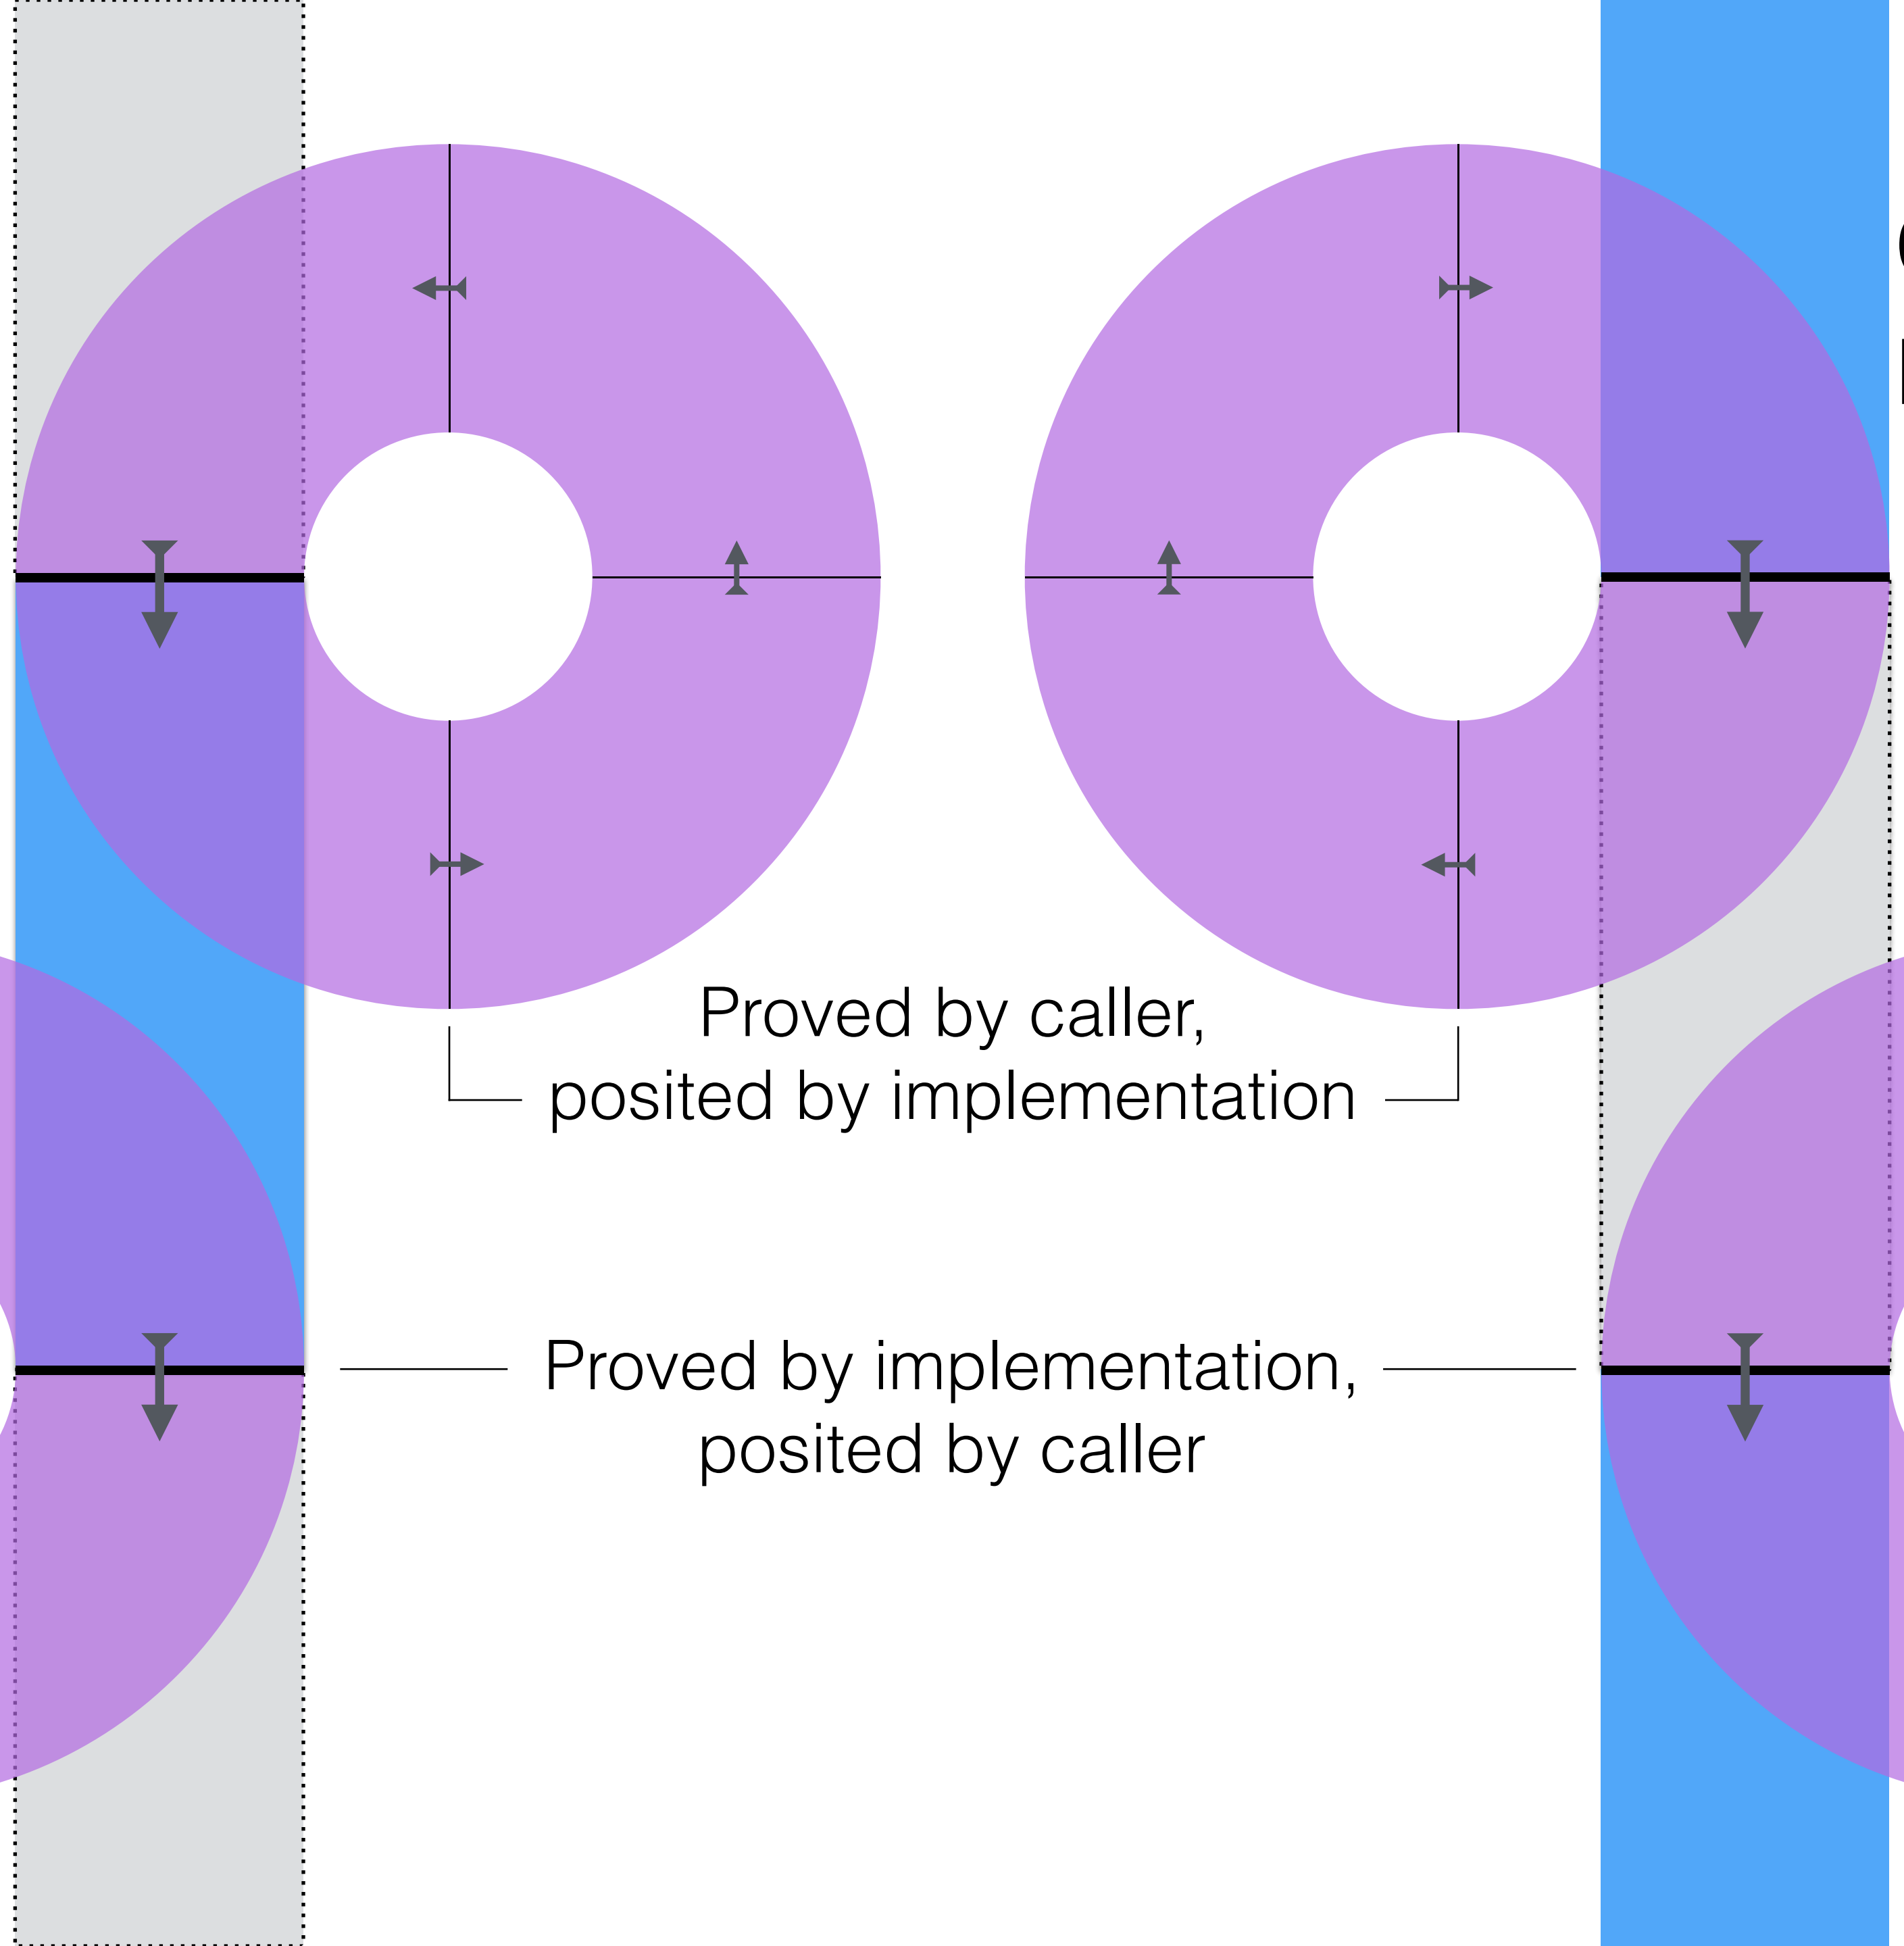 Proved by caller,
posited by implementation
Proved by implementation,
posited by caller